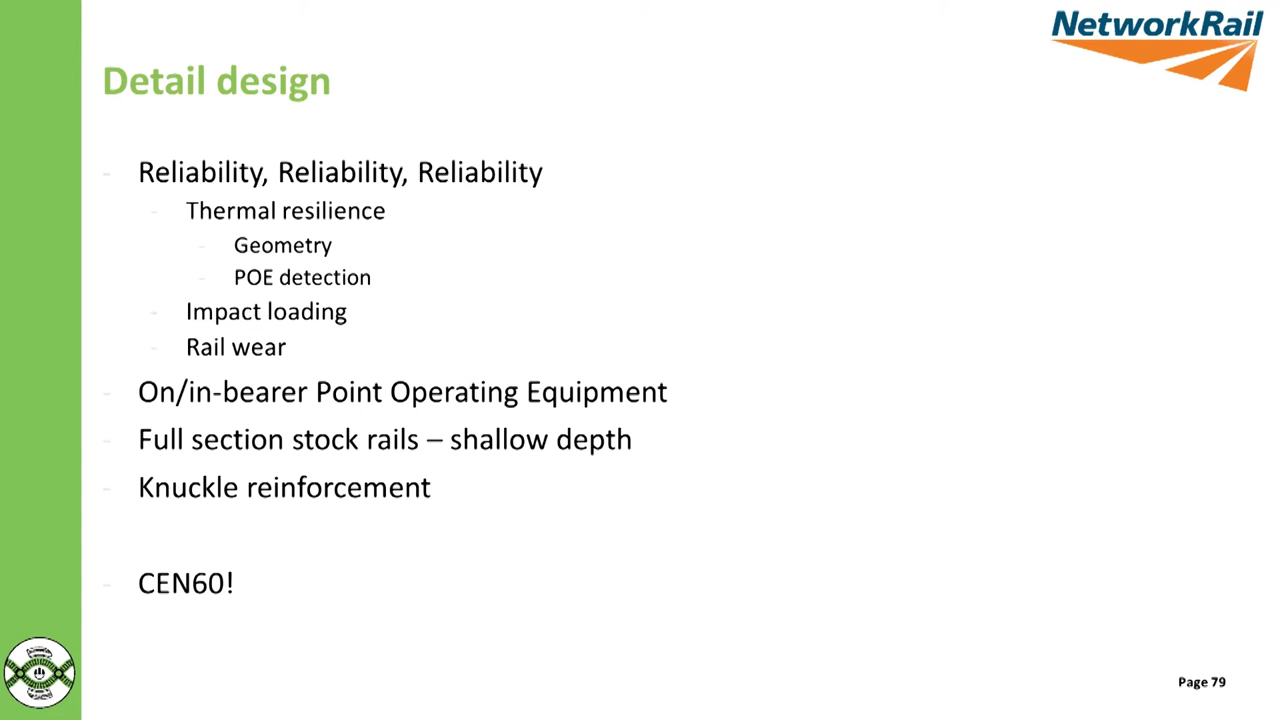 NetworkRail
Detail design
- Reliability, Reliability, Reliability
- Thermal resilience
- Geometry
- POE detection
- Impact loading
- Rail wear
- On/in-bearer Point Operating Equipment
- Full section stock rails – shallow depth
- Knuckle reinforcement
- CEN60!
Page 79